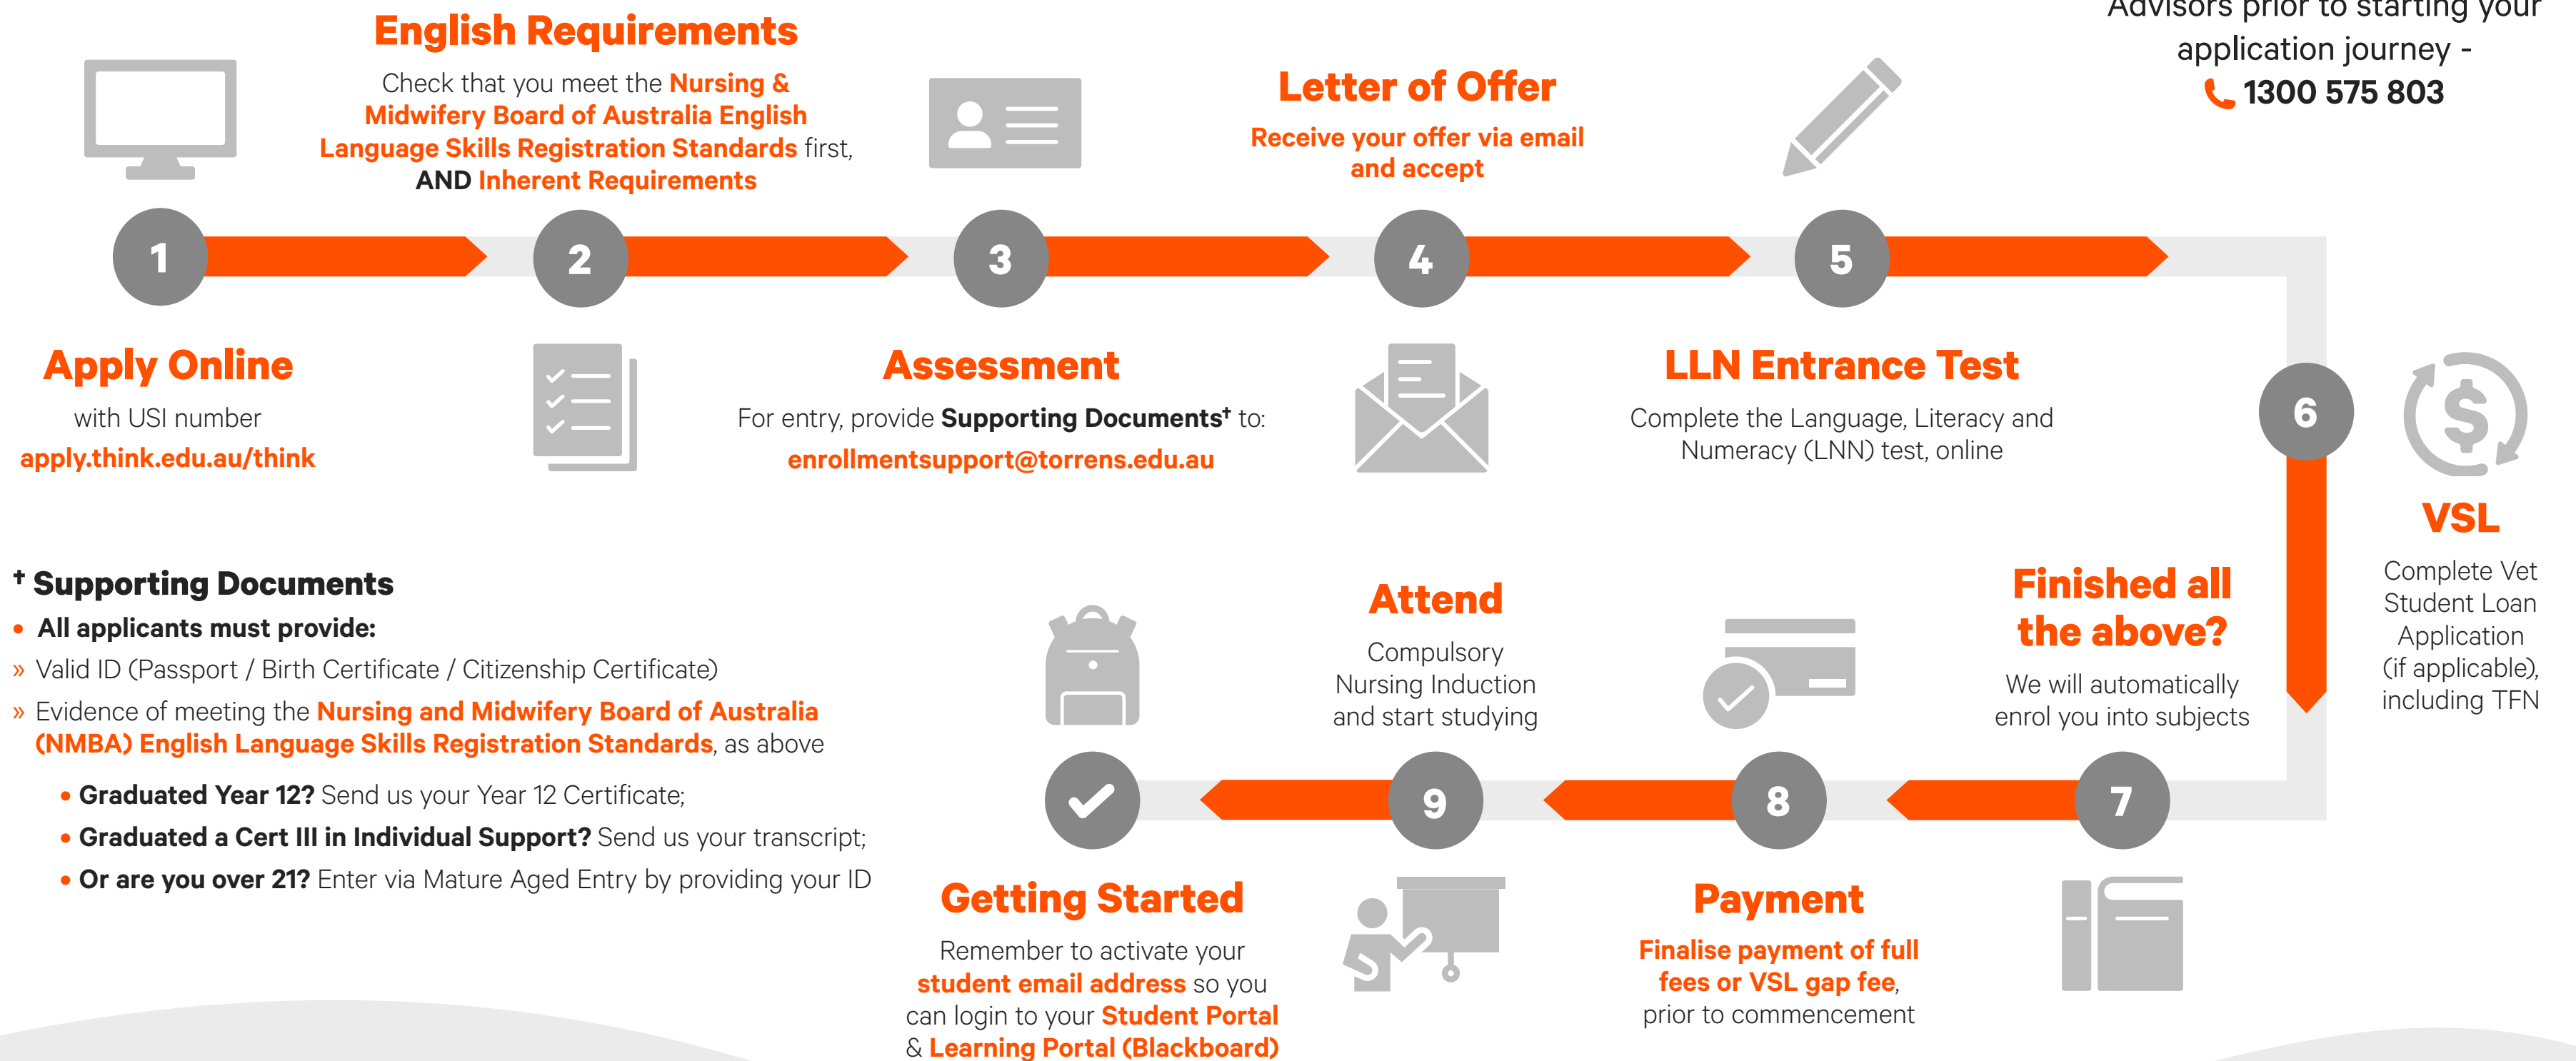 Advisors prior to starting your
application journey -
1300 575 803
English Requirements
Check that you meet the Nursing &
Midwifery Board of Australia English
Language Skills Registration Standards first,
AND Inherent Requirements
Letter of Offer
Receive your offer via email
and accept
1
2
3
4
5
Apply Online
with USI number
apply.think.edu.au/think
Assessment
For entry, provide Supporting Documents† to:
enrollmentsupport@torrens.edu.au
LLN Entrance Test
Complete the Language, Literacy and
Numeracy (LNN) test, online
6
$
VSL
Complete Vet
Student Loan
Application
(if applicable),
including TFN
† Supporting Documents
• All applicants must provide:
» Valid ID (Passport / Birth Certificate / Citizenship Certificate)
» Evidence of meeting the Nursing and Midwifery Board of Australia
(NMBA) English Language Skills Registration Standards, as above
• Graduated Year 12? Send us your Year 12 Certificate;
• Graduated a Cert III in Individual Support? Send us your transcript;
• Or are you over 21? Enter via Mature Aged Entry by providing your ID
Finished all
the above?
We will automatically
enrol you into subjects
7
8
Payment
Finalise payment of full
fees or VSL gap fee,
prior to commencement
Attend
Compulsory
Nursing Induction
and start studying
9
Getting Started
Remember to activate your
student email address so you
can login to your Student Portal
& Learning Portal (Blackboard)